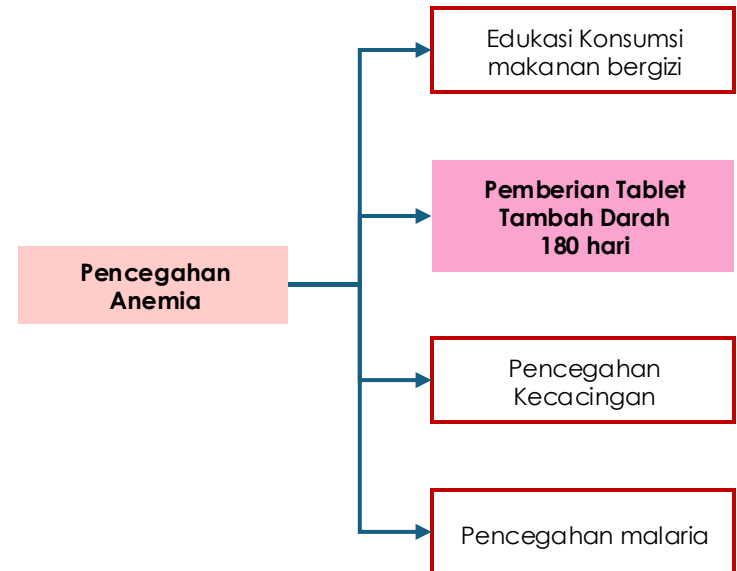 Edukasi Konsumsi
makanan bergizi
Pemberian Tablet
Tambah Darah
180 hari
Pencegahan
Anemia
Pencegahan
Kecacingan
Pencegahan malaria